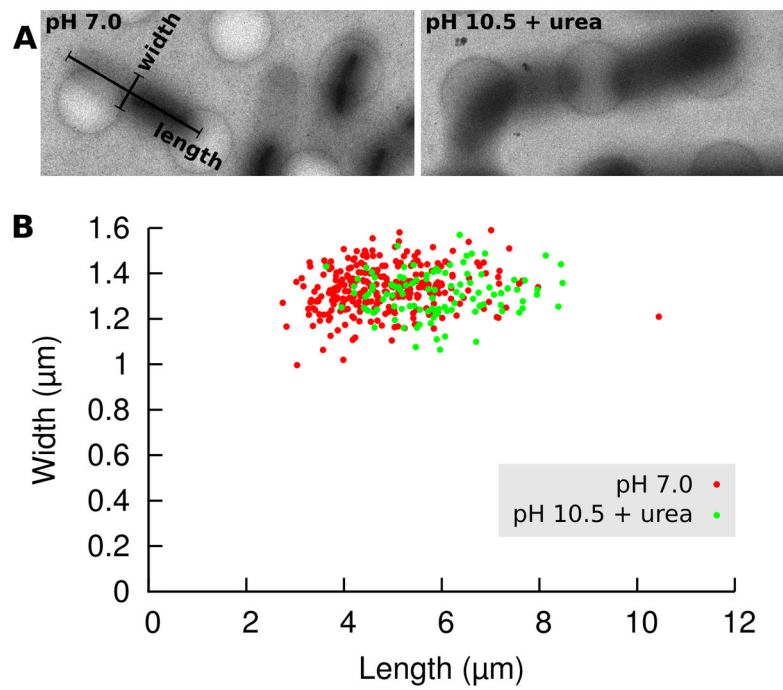 A
pH 7.0
width
length
pH 10.5 + urea
B
1.6
1.4
1.2
1
0.8
0.6
0.4
0.2
0
Width (µm)
pH 7.0
pH 10.5 + urea
0 2 4 6 8 10 12
Length (µm)